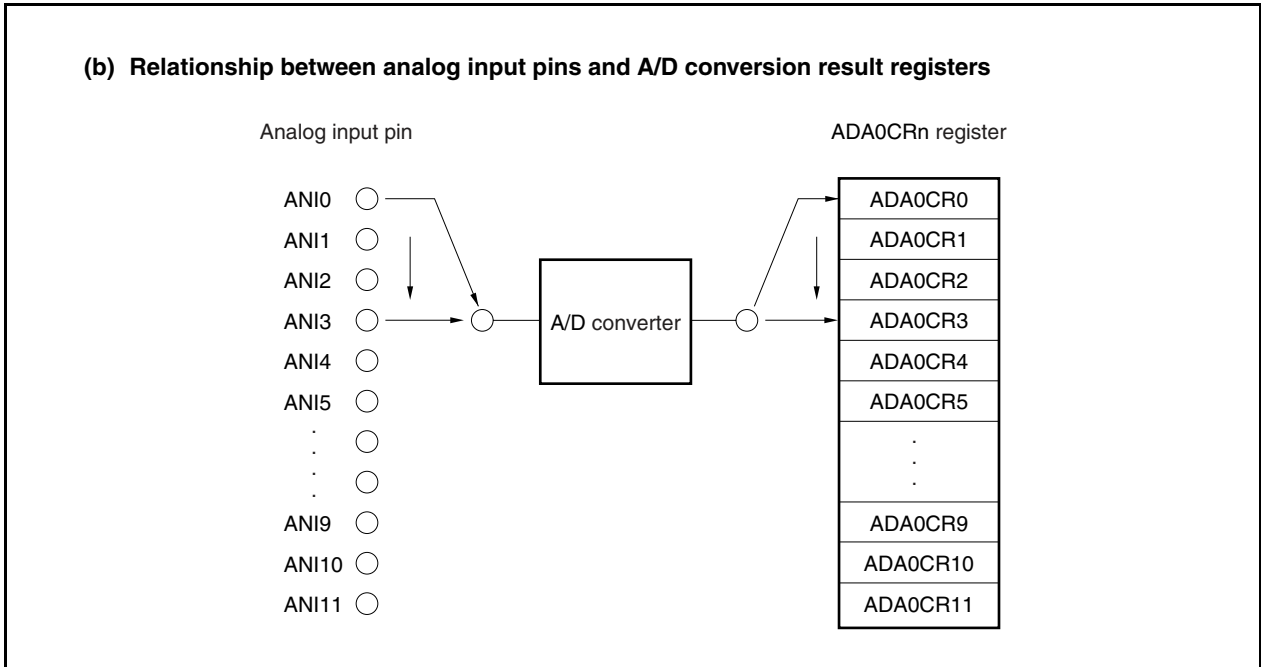 (b) Relationship between analog input pins and A/D conversion result registers
Analog input pin
ADA0CRn register
ANI0
ANI1
ANI2
ANI3
ANI4
ANI5
.
.
.
.
ANI9
ANI10
ANI11
A/D converter
ADA0CR0
ADA0CR1
ADA0CR2
ADA0CR3
ADA0CR4
ADA0CR5
.
.
.
ADA0CR9
ADA0CR10
ADA0CR11